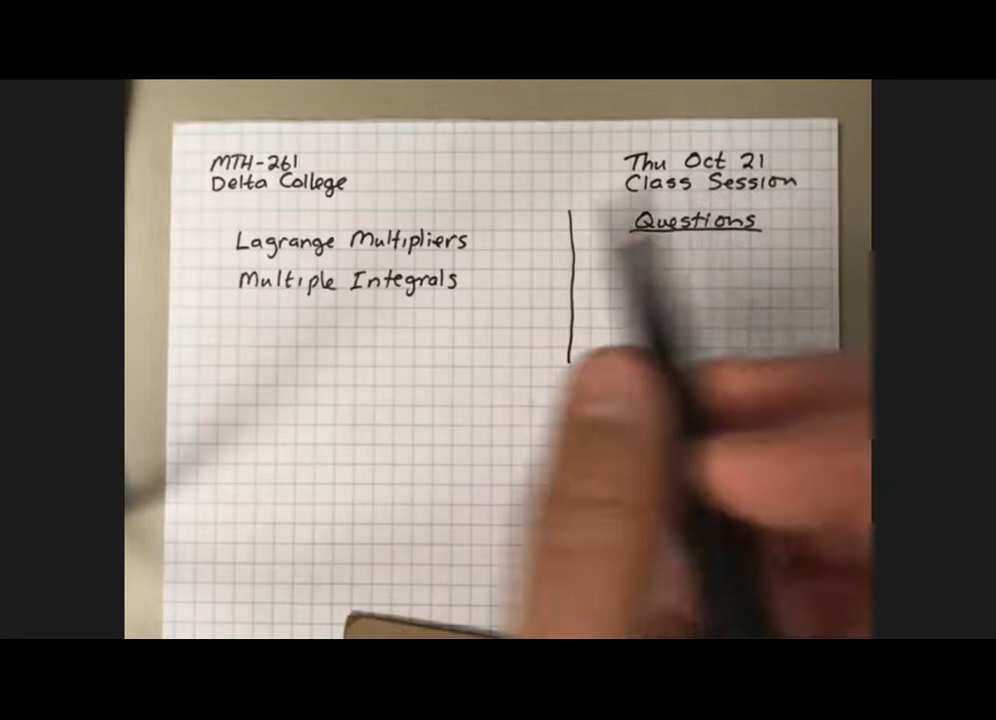 MTH-261
Delta College
Thu Oct 21
Class Session
Questions
Lagrange Multipliers
Multiple Integrals